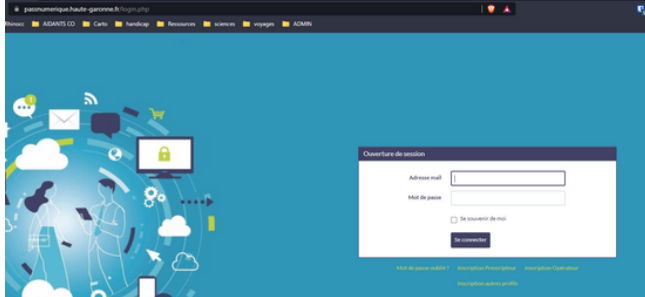 passnumerique.haute-garonne.fr/login.php
Rhinocc AIDANTS CO Carto handicap Ressources sciences voyages ADMIN
Ouverture de session
Adresse mail
Mot de passe
Se souvenir de moi
Se connecter
Mot de passe oublié ? Inscription Prescripteur Inscription Opérateur
Inscription autres profils